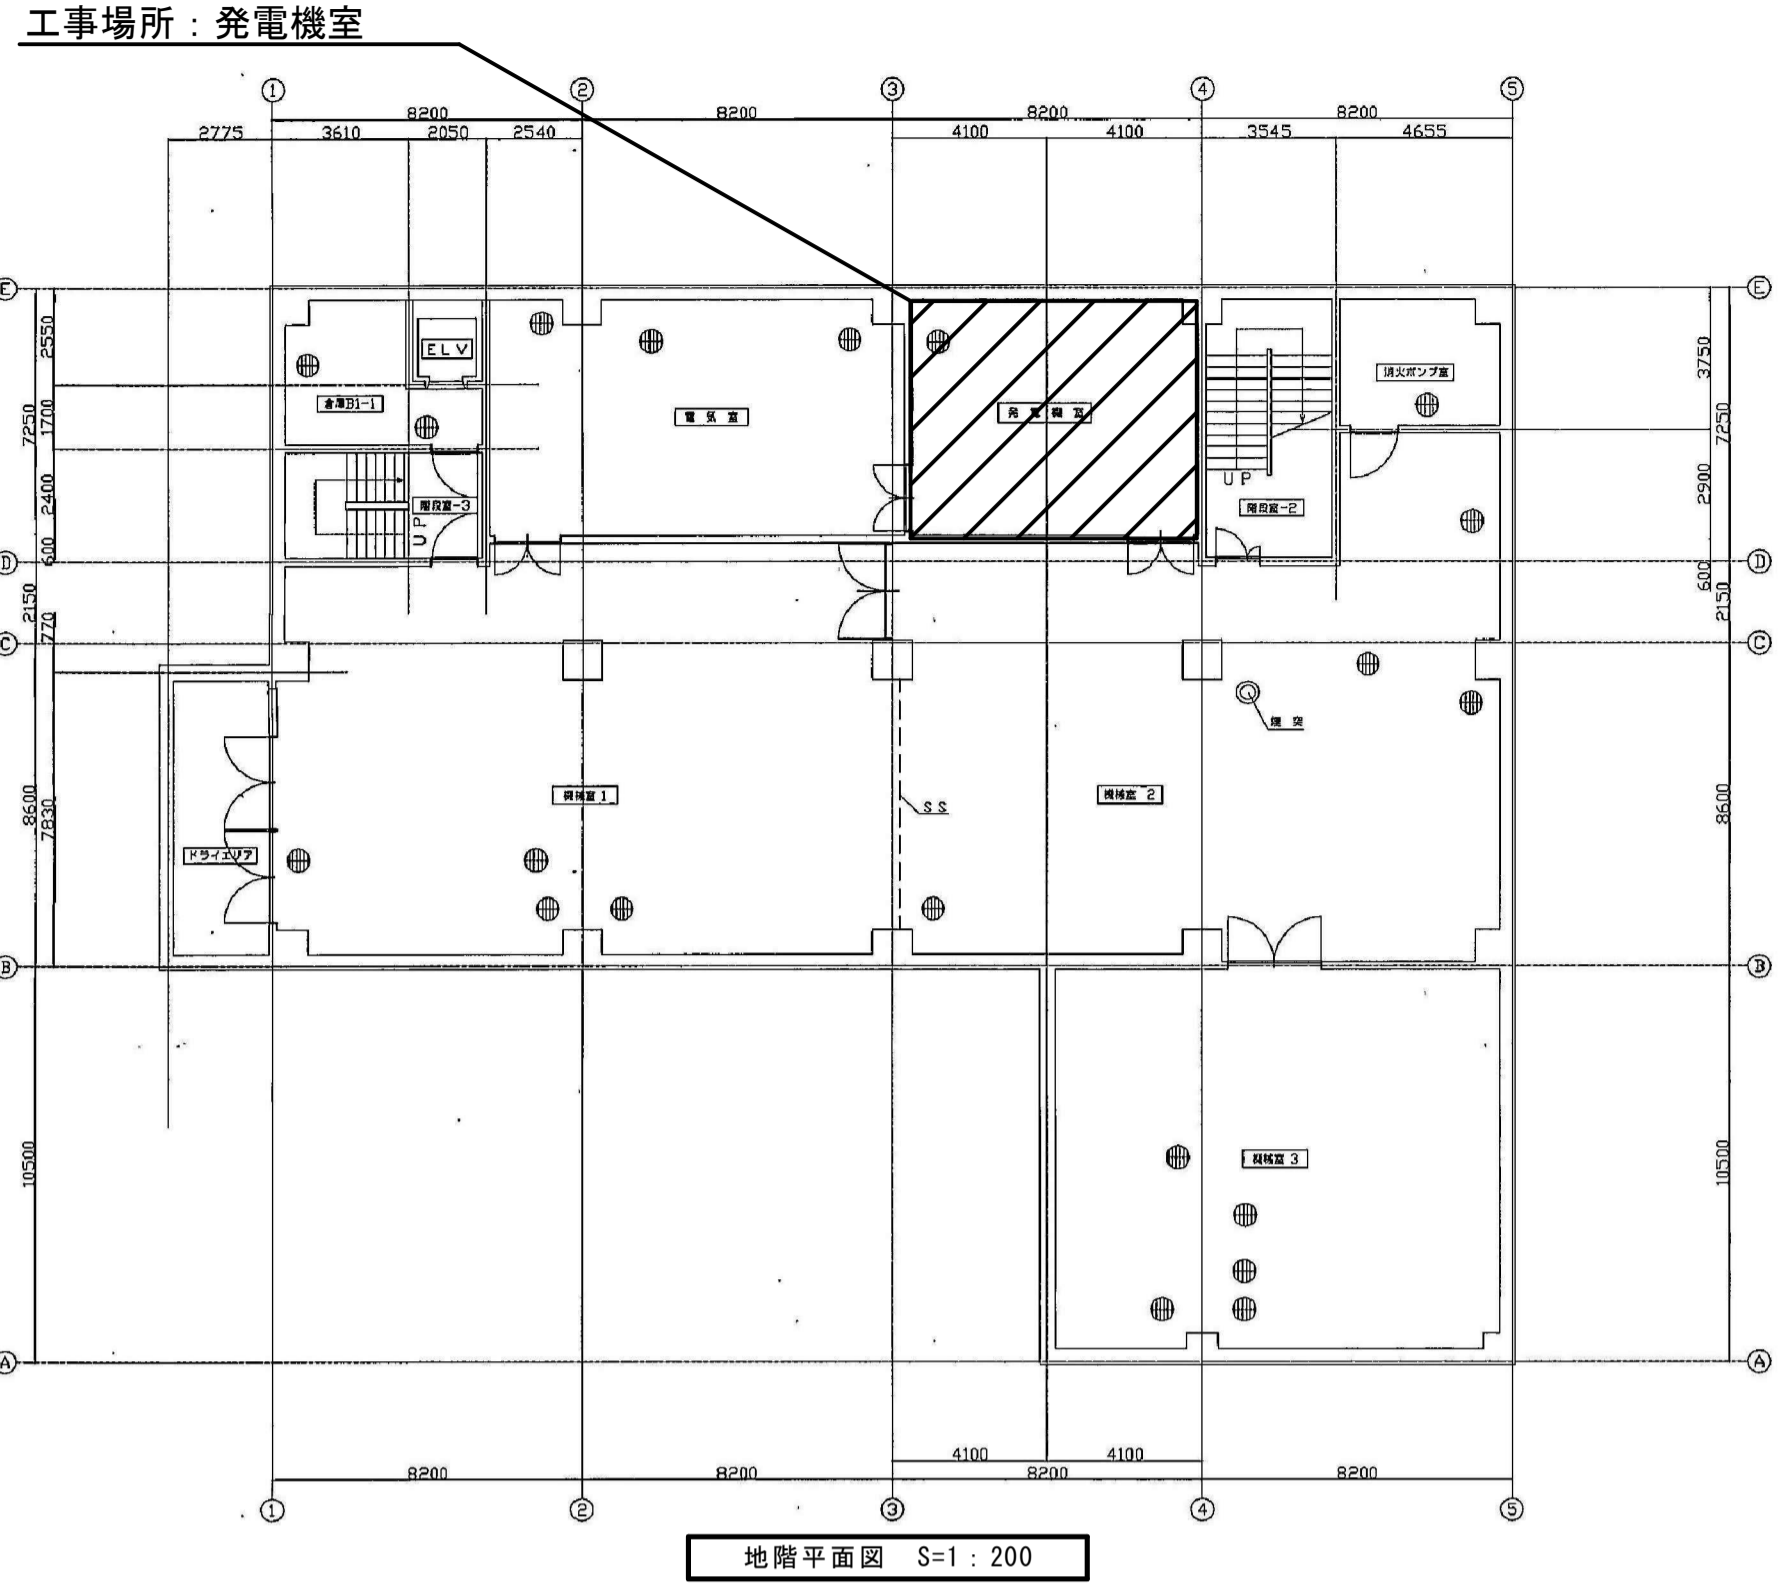 工事場所：発電機室
① ② ③ ④ ⑤
8200 8200 8200 8200
2775 3610 2050 2540 4100 4100 3545 4655
Ⓔ Ⓔ
2550 3750
ELV
消火ポンプ室
倉庫B1-1
電気室
発電機室
7250 1700 7250
2400 2900
UP
階段室-3
UP
階段室-2
600 600
Ⓓ Ⓓ
2150 770 2150
Ⓒ Ⓒ
煙突
機械室1
機械室2
SS
8600 7830 8600
ドライエリア
Ⓑ Ⓑ
機械室3
10500 10500
Ⓐ Ⓐ
4100 4100
8200 8200 8200 8200
① ② ③ ④ ⑤
地階平面図 S=1：200